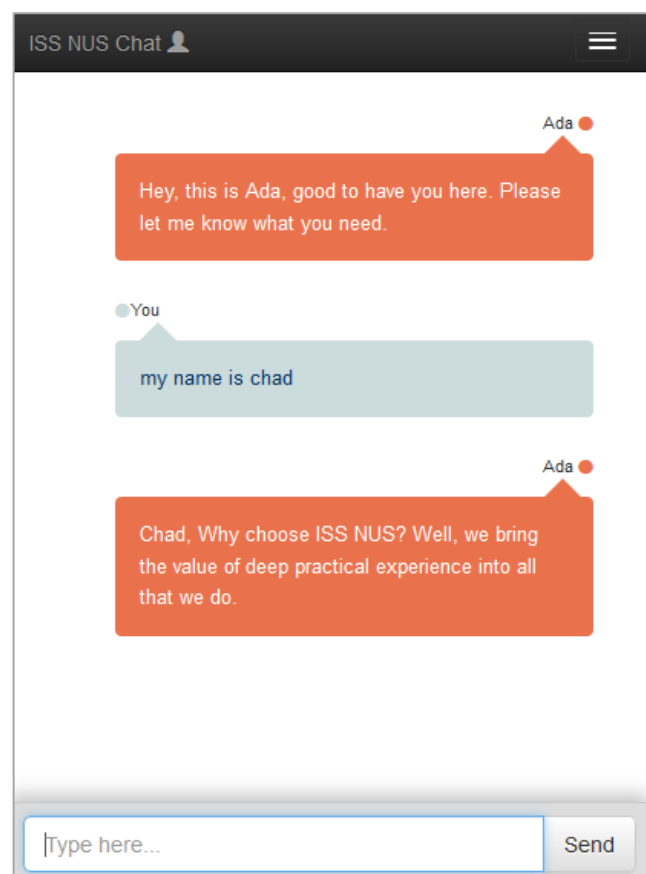 ISS NUS Chat
Ada
Hey, this is Ada, good to have you here. Please
let me know what you need.
You
my name is chad
Ada
Chad, Why choose ISS NUS? Well, we bring
the value of deep practical experience into all
that we do.
Type here...
Send